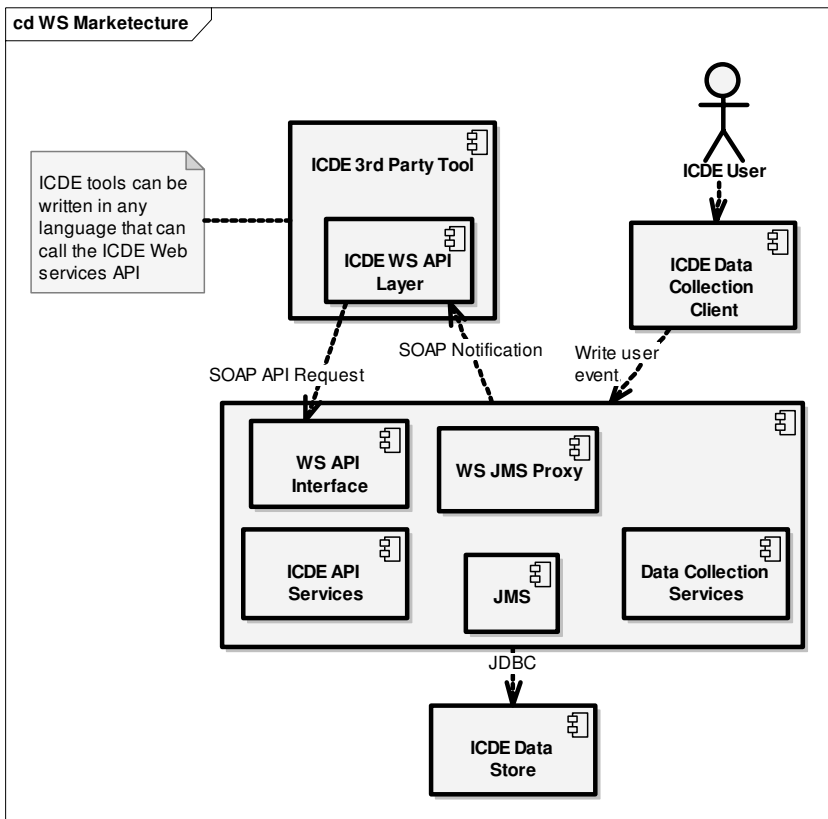 cd WS Marketecture
ICDE 3rd Party Tool
ICDE User
ICDE tools can be
written in any
language that can
call the ICDE Web
services API
ICDE WS API
Layer
ICDE Data
Collection
Client
SOAP Notification
Write user
event
SOAP API Request
WS API
Interface
WS JMS Proxy
ICDE API
Services
JMS
Data Collection
Services
JDBC
ICDE Data
Store